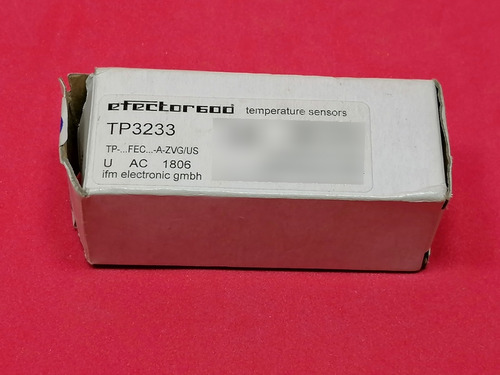 efector600 temperature sensors
TP3233
TP-...FEC...-A-ZVG/US
U AC 1806
ifm electronic gmbh